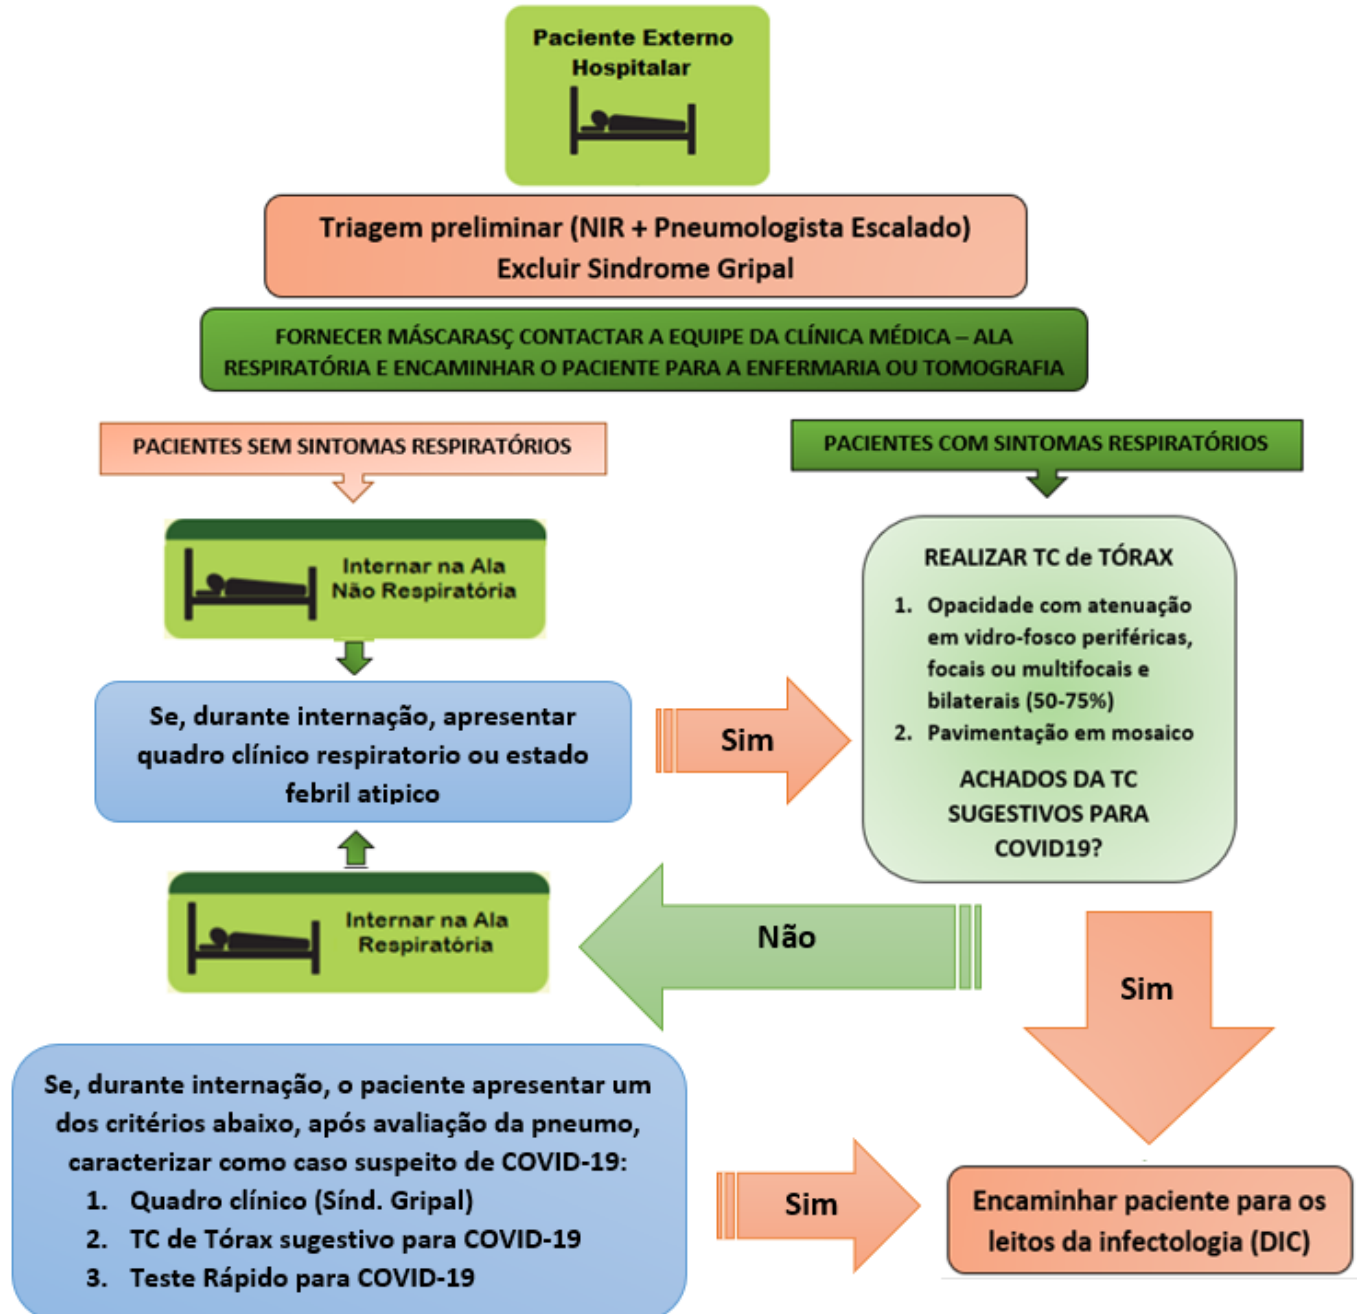 Paciente Externo
Hospitalar
Triagem preliminar (NIR + Pneumologista Escalado)
Excluir Sindrome Gripal
FORNECER MÁSCARASÇ CONTACTAR A EQUIPE DA CLÍNICA MÉDICA – ALA
RESPIRATÓRIA E ENCAMINHAR O PACIENTE PARA A ENFERMARIA OU TOMOGRAFIA
PACIENTES SEM SINTOMAS RESPIRATÓRIOS
PACIENTES COM SINTOMAS RESPIRATÓRIOS
Internar na Ala
Não Respiratória
Se, durante internação, apresentar
quadro clínico respiratorio ou estado
febril atipico
Sim
REALIZAR TC de TÓRAX
1. Opacidade com atenuação
em vidro-fosco periféricas,
focais ou multifocais e
bilaterais (50-75%)
2. Pavimentação em mosaico
ACHADOS DA TC
SUGESTIVOS PARA
COVID19?
Internar na Ala
Respiratória
Não
Sim
Se, durante internação, o paciente apresentar um
dos critérios abaixo, após avaliação da pneumo,
caracterizar como caso suspeito de COVID-19:
1. Quadro clínico (Sínd. Gripal)
2. TC de Tórax sugestivo para COVID-19
3. Teste Rápido para COVID-19
Sim
Encaminhar paciente para os
leitos da infectologia (DIC)